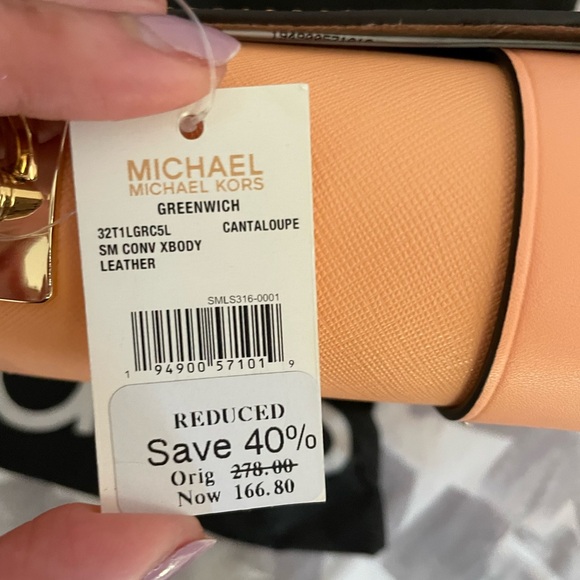 MICHAEL
MICHAEL KORS
GREENWICH
32T1LGRC5L CANTALOUPE
SM CONV XBODY
LEATHER
SMLS316-0001
1 94900 57101 9
REDUCED
Save 40%
Orig 278.00
Now 166.80